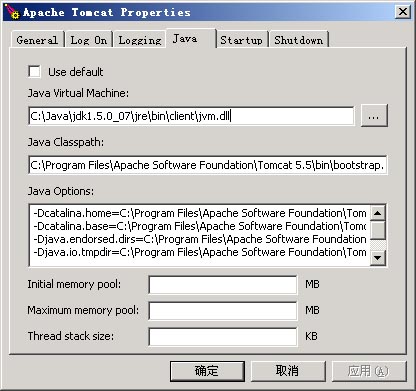 Apache Tomcat Properties
General Log On Logging Java Startup Shutdown
Use default
Java Virtual Machine:
C:\Java\jdk1.5.0_07\jre\bin\client\jvm.dll
...
Java Classpath:
C:\Program Files\Apache Software Foundation\Tomcat 5.5\bin\bootstrap.
Java Options:
-Dcatalina.home=C:\Program Files\Apache Software Foundation\Tom
-Dcatalina.base=C:\Program Files\Apache Software Foundation\Tom
-Djava.endorsed.dirs=C:\Program Files\Apache Software Foundation
-Djava.io.tmpdir=C:\Program Files\Apache Software Foundation\Tom
Initial memory pool: MB
Maximum memory pool: MB
Thread stack size: KB
确定 取消 应用(A)